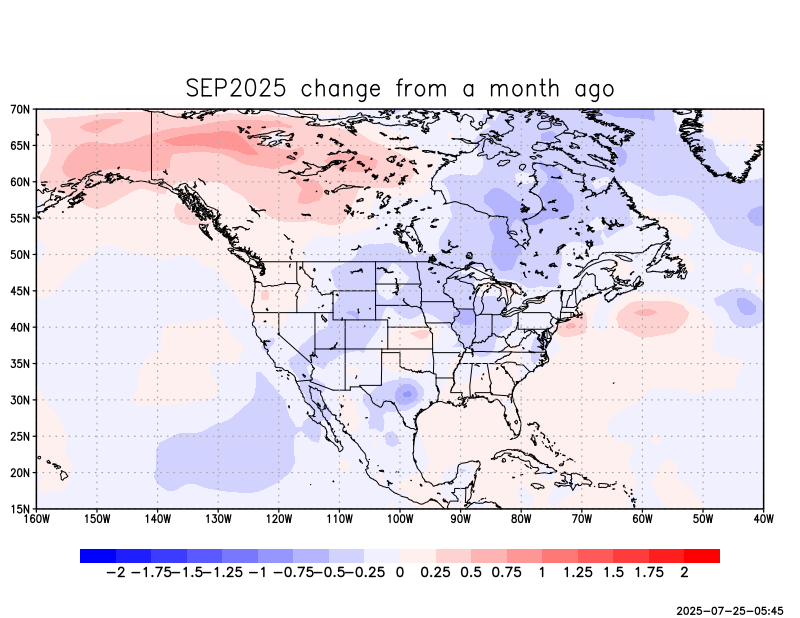 SEP2025 change from a month ago
70N
65N
60N
55N
50N
45N
40N
35N
30N
25N
20N
15N
160W 150W 140W 130W 120W 110W 100W 90W 80W 70W 60W 50W 40W
−2 −1.75 −1.5 −1.25 −1 −0.75 −0.5 −0.25 0 0.25 0.5 0.75 1 1.25 1.5 1.75 2
2025-07-25-05:45